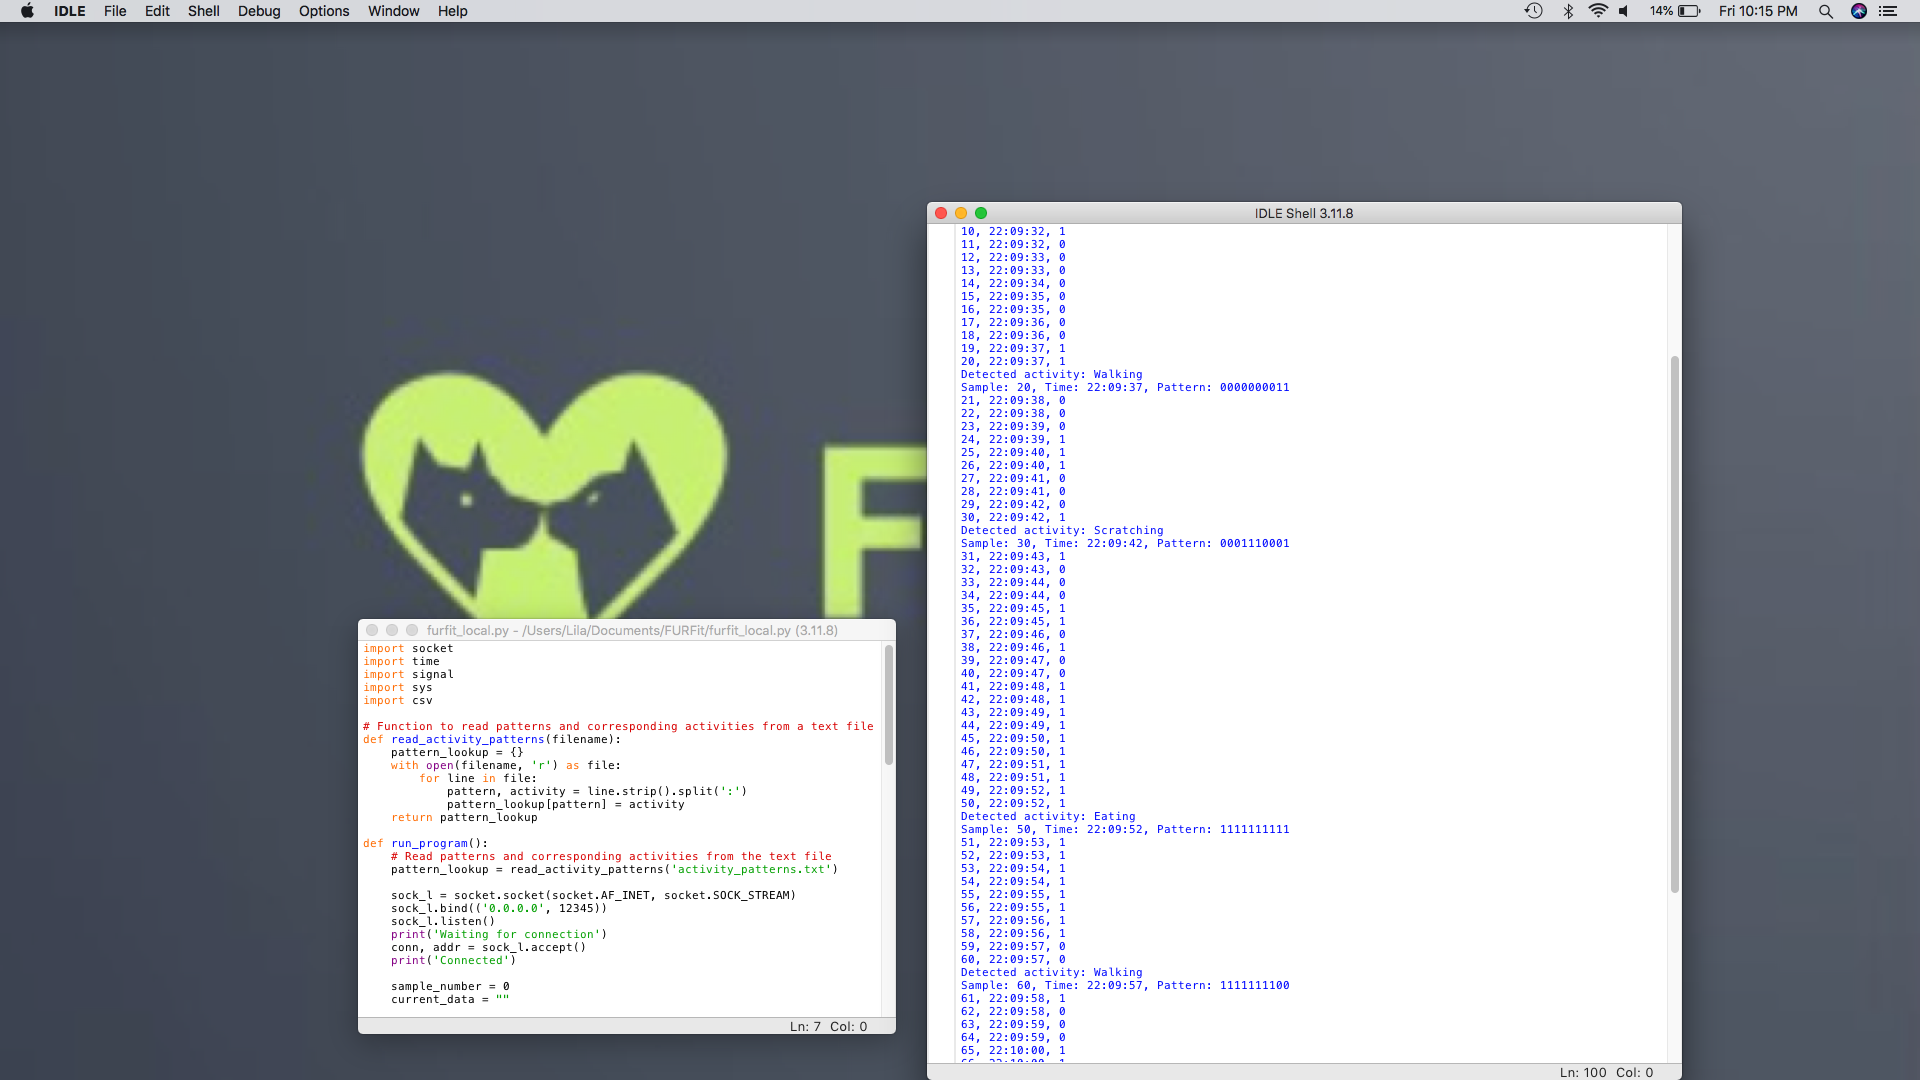 IDLE File Edit Shell Debug Options Window Help
14% Fri 10:15 PM
F
furfit_local.py - /Users/Lila/Documents/FURFit/furfit_local.py (3.11.8)
import socket
import time
import signal
import sys
import csv
# Function to read patterns and corresponding activities from a text file
def read_activity_patterns(filename):
pattern_lookup = {}
with open(filename, 'r') as file:
for line in file:
pattern, activity = line.strip().split(':')
pattern_lookup[pattern] = activity
return pattern_lookup
def run_program():
# Read patterns and corresponding activities from the text file
pattern_lookup = read_activity_patterns('activity_patterns.txt')
sock_l = socket.socket(socket.AF_INET, socket.SOCK_STREAM)
sock_l.bind(('0.0.0.0', 12345))
sock_l.listen()
print('Waiting for connection')
conn, addr = sock_l.accept()
print('Connected')
sample_number = 0
current_data = ""
Ln: 7 Col: 0
IDLE Shell 3.11.8
10, 22:09:32, 1
11, 22:09:32, 0
12, 22:09:33, 0
13, 22:09:33, 0
14, 22:09:34, 0
15, 22:09:35, 0
16, 22:09:35, 0
17, 22:09:36, 0
18, 22:09:36, 0
19, 22:09:37, 1
20, 22:09:37, 1
Detected activity: Walking
Sample: 20, Time: 22:09:37, Pattern: 0000000011
21, 22:09:38, 0
22, 22:09:38, 0
23, 22:09:39, 0
24, 22:09:39, 1
25, 22:09:40, 1
26, 22:09:40, 1
27, 22:09:41, 0
28, 22:09:41, 0
29, 22:09:42, 0
30, 22:09:42, 1
Detected activity: Scratching
Sample: 30, Time: 22:09:42, Pattern: 0001110001
31, 22:09:43, 1
32, 22:09:43, 0
33, 22:09:44, 0
34, 22:09:44, 0
35, 22:09:45, 1
36, 22:09:45, 1
37, 22:09:46, 0
38, 22:09:46, 1
39, 22:09:47, 0
40, 22:09:47, 0
41, 22:09:48, 1
42, 22:09:48, 1
43, 22:09:49, 1
44, 22:09:49, 1
45, 22:09:50, 1
46, 22:09:50, 1
47, 22:09:51, 1
48, 22:09:51, 1
49, 22:09:52, 1
50, 22:09:52, 1
Detected activity: Eating
Sample: 50, Time: 22:09:52, Pattern: 1111111111
51, 22:09:53, 1
52, 22:09:53, 1
53, 22:09:54, 1
54, 22:09:54, 1
55, 22:09:55, 1
56, 22:09:55, 1
57, 22:09:56, 1
58, 22:09:56, 1
59, 22:09:57, 0
60, 22:09:57, 0
Detected activity: Walking
Sample: 60, Time: 22:09:57, Pattern: 1111111100
61, 22:09:58, 1
62, 22:09:58, 0
63, 22:09:59, 0
64, 22:09:59, 0
65, 22:10:00, 1
Ln: 100 Col: 0